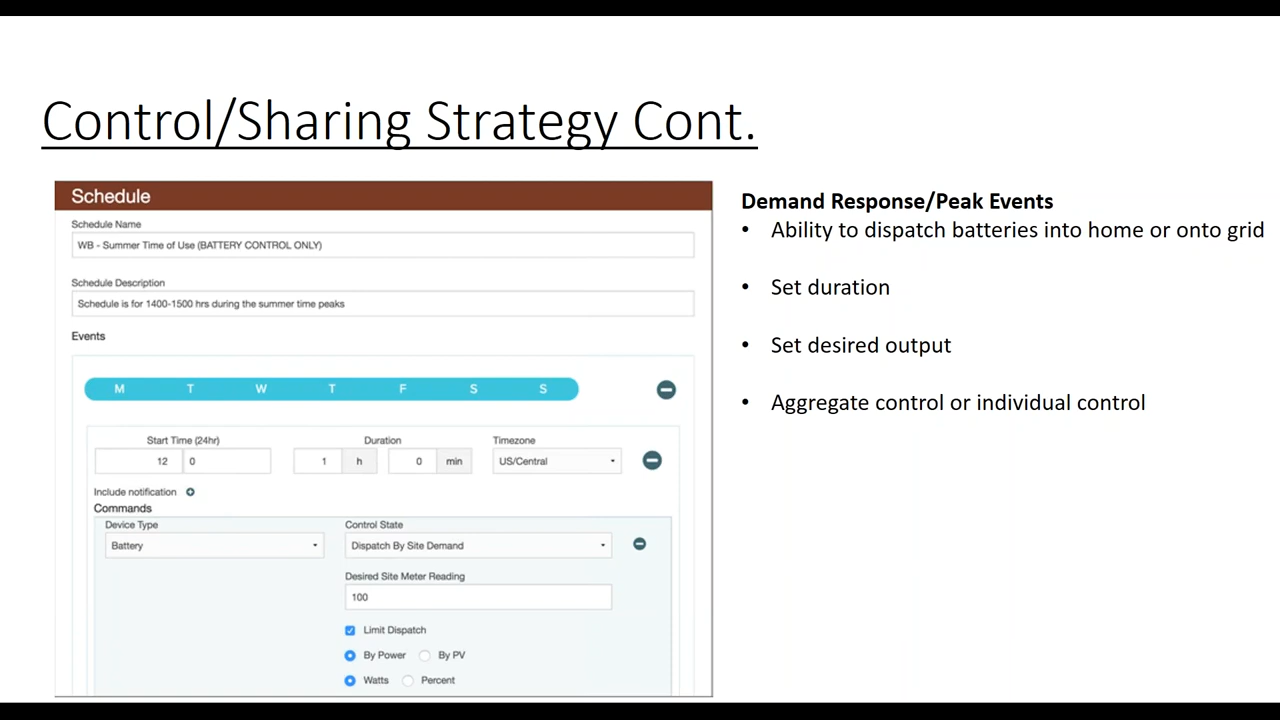 Control/Sharing Strategy Cont.
Schedule
Schedule Name
WB - Summer Time of Use (BATTERY CONTROL ONLY)
Schedule Description
Schedule is for 1400-1500 hrs during the summer time peaks
Events
M T W T F S S
Start Time (24hr) Duration Timezone
12 0 1 h 0 min US/Central
Include notification
Commands
Device Type Control State
Battery Dispatch By Site Demand
Desired Site Meter Reading
100
Limit Dispatch
By Power By PV
Watts Percent
Demand Response/Peak Events
• Ability to dispatch batteries into home or onto grid
• Set duration
• Set desired output
• Aggregate control or individual control